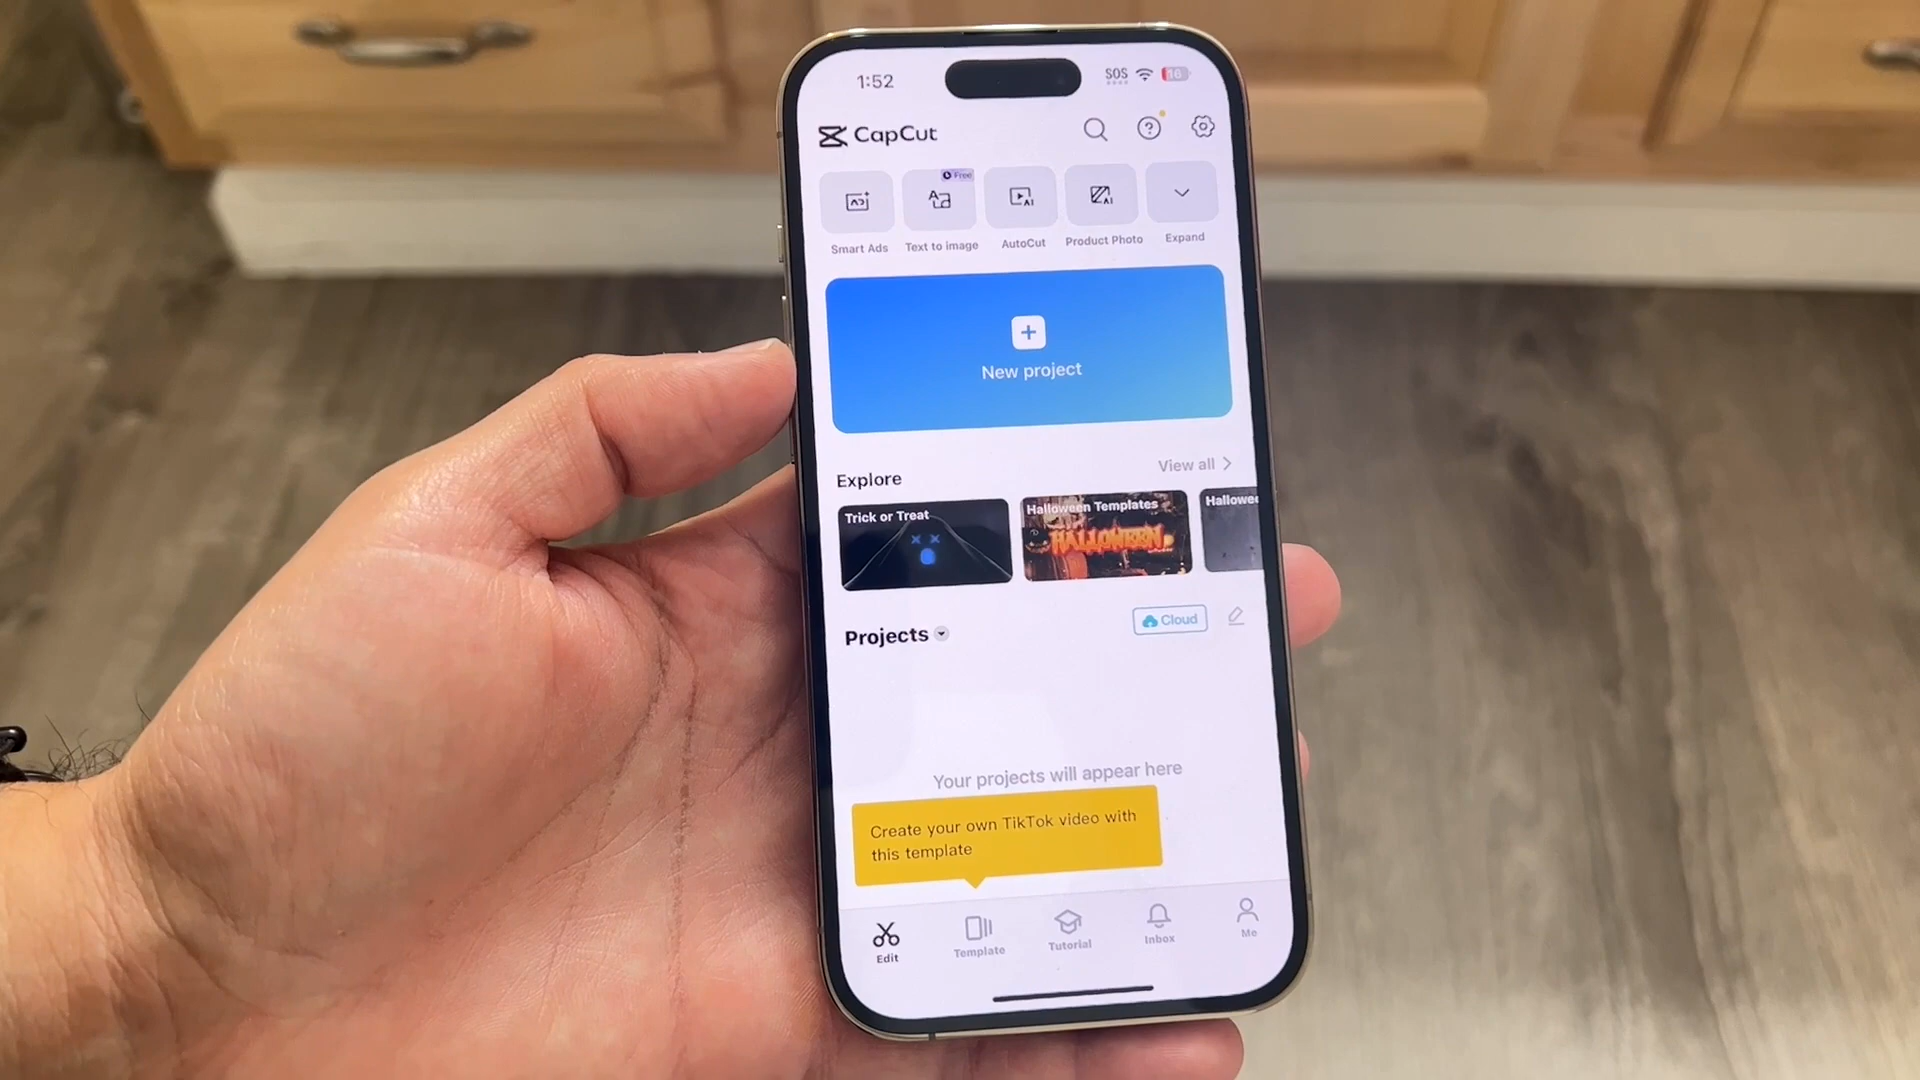 1:52
SOS
16
CapCut
Free
Smart Ads
Text to image
AutoCut
Product Photo
Expand
New project
Explore
View all
Trick or Treat
Halloween Templates
HALLOWEEN
Hallowe
Projects
Cloud
Your projects will appear here
Create your own TikTok video with
this template
Edit
Template
Tutorial
Inbox
Me